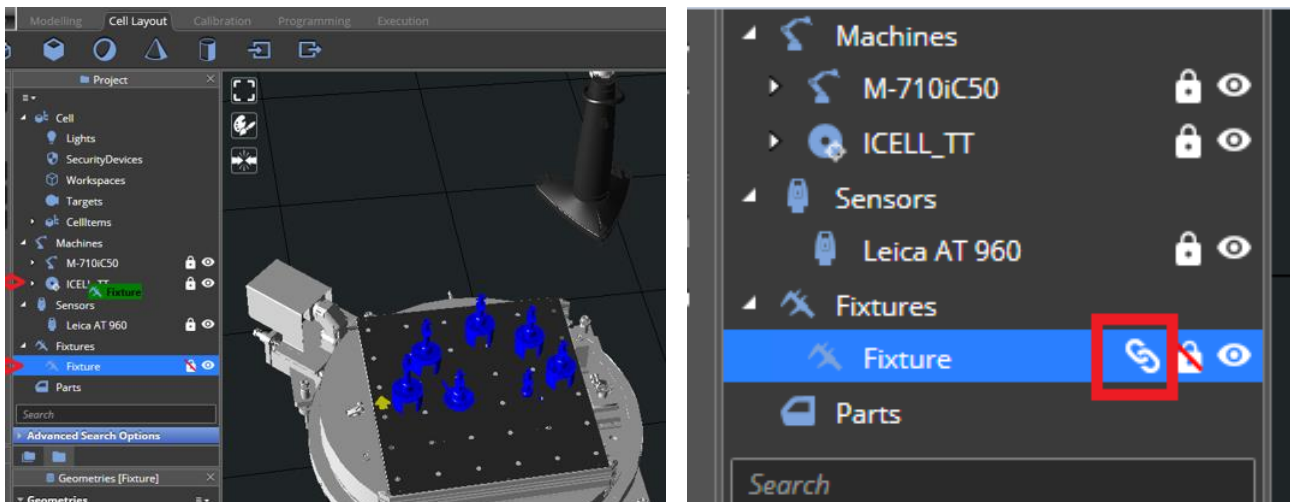 Modelling Cell Layout Calibration Programming Execution
Project
Cell
Lights
SecurityDevices
Workspaces
Targets
CellItems
Machines
M-710iC50
ICELL_TT
Fixture
Sensors
Leica AT 960
Fixtures
Fixture
Parts
Search
Advanced Search Options
Geometries [Fixture]
Geometries
Machines
M-710iC50
ICELL_TT
Sensors
Leica AT 960
Fixtures
Fixture
Parts
Search